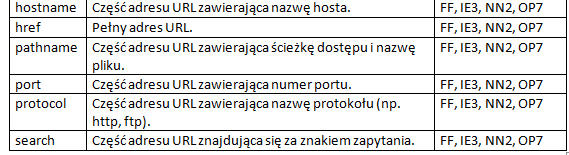 hostname Część adresu URL zawierająca nazwę hosta. FF, IE3, NN2, OP7
href Pełny adres URL. FF, IE3, NN2, OP7
pathname Część adresu URL zawierająca ścieżkę dostępu i nazwę FF, IE3, NN2, OP7
pliku.
port Część adresu URL zawierająca numer portu. FF, IE3, NN2, OP7
protocol Część adresu URL zawierająca nazwę protokołu (np. FF, IE3, NN2, OP7
http, ftp).
search Część adresu URL znajdująca się za znakiem zapytania. FF, IE3, NN2, OP7